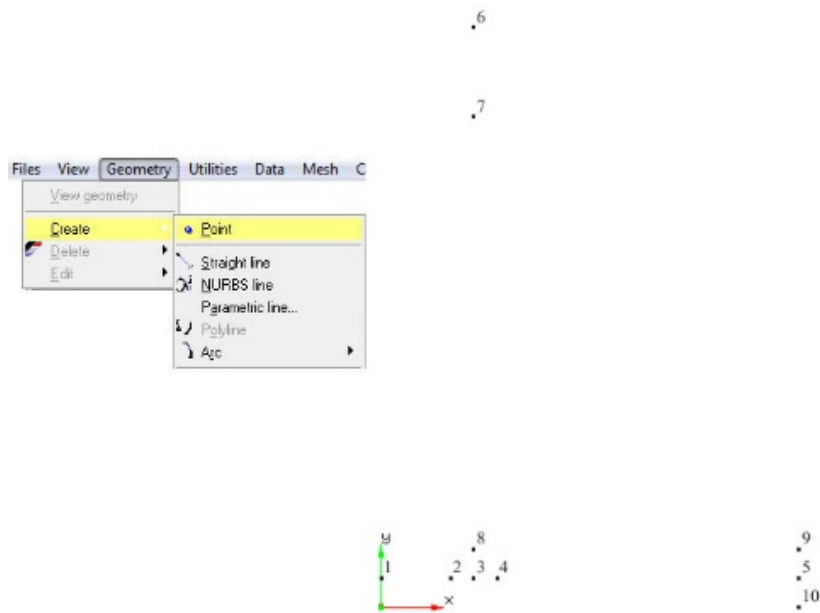 6
7
Files View Geometry Utilities Data Mesh C
View geometry
Create
Delete
Edit
Point
Straight line
NURBS line
Parametric line...
Polyline
Arc
y
1 2 3 4
8
x
9
5
10